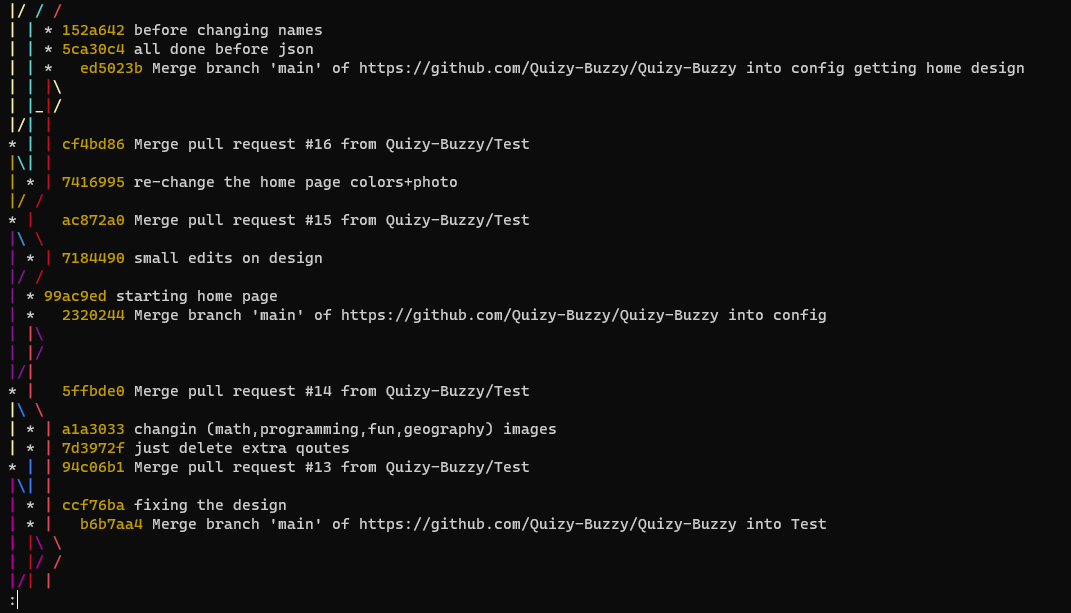 |/ / /
| | * 152a642 before changing names
| | * 5ca30c4 all done before json
| | *   ed5023b Merge branch 'main' of https://github.com/Quizy-Buzzy/Quizy-Buzzy into config getting home design
| | |\
| |_|/
|/| |
* | | cf4bd86 Merge pull request #16 from Quizy-Buzzy/Test
|\| |
| * | 7416995 re-change the home page colors+photo
|/ /
* |   ac872a0 Merge pull request #15 from Quizy-Buzzy/Test
|\ \
| * | 7184490 small edits on design
|/ /
| * 99ac9ed starting home page
| *   2320244 Merge branch 'main' of https://github.com/Quizy-Buzzy/Quizy-Buzzy into config
| |\
| |/
|/|
* |   5ffbde0 Merge pull request #14 from Quizy-Buzzy/Test
|\ \
| * | a1a3033 changin (math,programming,fun,geography) images
| * | 7d3972f just delete extra qoutes
* | | 94c06b1 Merge pull request #13 from Quizy-Buzzy/Test
|\| |
| * | ccf76ba fixing the design
| * |   b6b7aa4 Merge branch 'main' of https://github.com/Quizy-Buzzy/Quizy-Buzzy into Test
| |\ \
| |/ /
|/| |
: